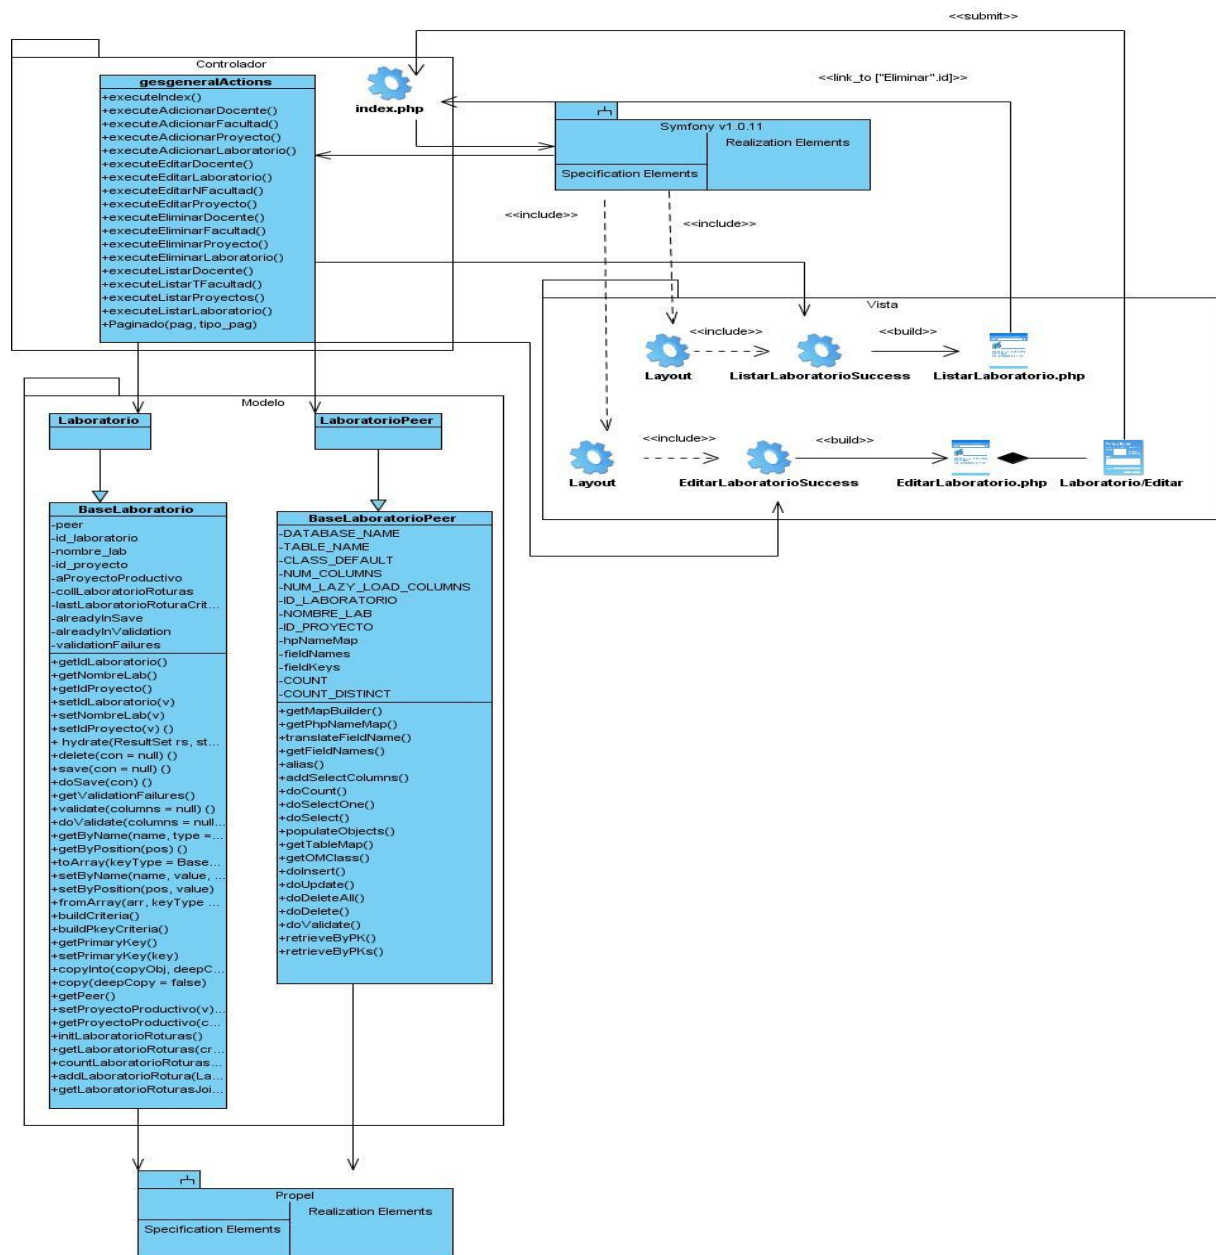 <<submit>>
Controlador
gesgeneralActions
+executeIndex()
+executeAdicionarDocente()
+executeAdicionarFacultad()
+executeAdicionarProyecto()
+executeAdicionarLaboratorio()
+executeEditarDocente()
+executeEditarLaboratorio()
+executeEditarNFacultad()
+executeEditarProyecto()
+executeEliminarDocente()
+executeEliminarFacultad()
+executeEliminarProyecto()
+executeEliminarLaboratorio()
+executeListarDocente()
+executeListarTFacultad()
+executeListarProyectos()
+executeListarLaboratorio()
+Paginado(pag, tipo_pag)
index.php
<<link_to ["Eliminar".id]>>
Symfony v1.0.11
Realization Elements
Specification Elements
<<include>>
<<include>>
Vista
<<include>>
<<build>>
Layout
ListarLaboratorioSuccess
ListarLaboratorio.php
<<include>>
<<build>>
Layout
EditarLaboratorioSuccess
EditarLaboratorio.php
Laboratorio/Editar
Modelo
Laboratorio
LaboratorioPeer
BaseLaboratorio
-peer
-id_laboratorio
-nombre_lab
-id_proyecto
-aProyectoProductivo
-collLaboratorioRoturas
-lastLaboratorioRoturaCrit...
-alreadyInSave
-alreadyInValidation
-validationFailures
+getIdLaboratorio()
+getNombreLab()
+getIdProyecto()
+setIdLaboratorio(v)
+setNombreLab(v)
+setIdProyecto(v) ()
+ hydrate(ResultSet rs, st...
+delete(con = null) ()
+save(con = null) ()
+doSave(con) ()
+getValidationFailures()
+validate(columns = null) ()
+doValidate(columns = null...
+getByName(name, type =...
+getByPosition(pos) ()
+toArray(keyType = Base...
+setByName(name, value, ...
+setByPosition(pos, value)
+fromArray(arr, keyType ...
+buildCriteria()
+buildPkeyCriteria()
+getPrimaryKey()
+setPrimaryKey(key)
+copyInto(copyObj, deepC...
+copy(deepCopy = false)
+getPeer()
+setProyectoProductivo(v)...
+getProyectoProductivo(c...
+initLaboratorioRoturas()
+getLaboratorioRoturas(cr...
+countLaboratorioRoturas...
+addLaboratorioRotura(La...
+getLaboratorioRoturasJoi...
BaseLaboratorioPeer
-DATABASE_NAME
-TABLE_NAME
-CLASS_DEFAULT
-NUM_COLUMNS
-NUM_LAZY_LOAD_COLUMNS
-ID_LABORATORIO
-NOMBRE_LAB
-ID_PROYECTO
-hpNameMap
-fieldNames
-fieldKeys
-COUNT
-COUNT_DISTINCT
+getMapBuilder()
+getPhpNameMap()
+translateFieldName()
+getFieldNames()
+alias()
+addSelectColumns()
+doCount()
+doSelectOne()
+doSelect()
+populateObjects()
+getTableMap()
+getOMClass()
+doInsert()
+doUpdate()
+doDeleteAll()
+doDelete()
+doValidate()
+retrieveByPK()
+retrieveByPKs()
Propel
Realization Elements
Specification Elements